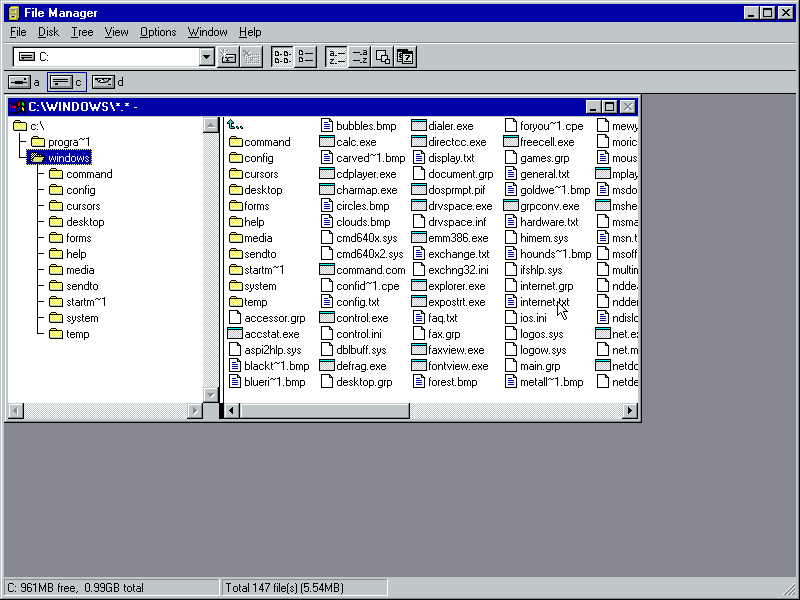 File Manager
File Disk Tree View Options Window Help
C:
a c d
C:\WINDOWS\*.* -
c:\
progra~1
windows
command
config
cursors
desktop
forms
help
media
sendto
startm~1
system
temp
..
command
config
cursors
desktop
forms
help
media
sendto
startm~1
system
temp
accessor.grp
accstat.exe
aspi2hlp.sys
blackt~1.bmp
blueri~1.bmp
bubbles.bmp
calc.exe
carved~1.bmp
cdplayer.exe
charmap.exe
circles.bmp
clouds.bmp
cmd640x.sys
cmd640x2.sys
command.com
confid~1.cpe
config.txt
control.exe
control.ini
dblbuff.sys
defrag.exe
desktop.grp
dialer.exe
directcc.exe
display.txt
document.grp
dosprmpt.pif
drvspace.exe
drvspace.inf
emm386.exe
exchange.txt
exchng32.ini
explorer.exe
expostrt.exe
faq.txt
fax.grp
faxview.exe
fontview.exe
forest.bmp
foryou~1.cpe
freecell.exe
games.grp
general.txt
goldwe~1.bmp
grpconv.exe
hardware.txt
himem.sys
hounds~1.bmp
ifshlp.sys
internet.grp
internet.txt
ios.ini
logos.sys
logow.sys
main.grp
metall~1.bmp
mewy
moric
mous
mplay
msdo
mshe
msma
msn.t
msoff
multin
ndde
ndde
ndislo
net.e
net.m
netdc
netde
C: 961MB free, 0.99GB total
Total 147 file(s) (5.54MB)